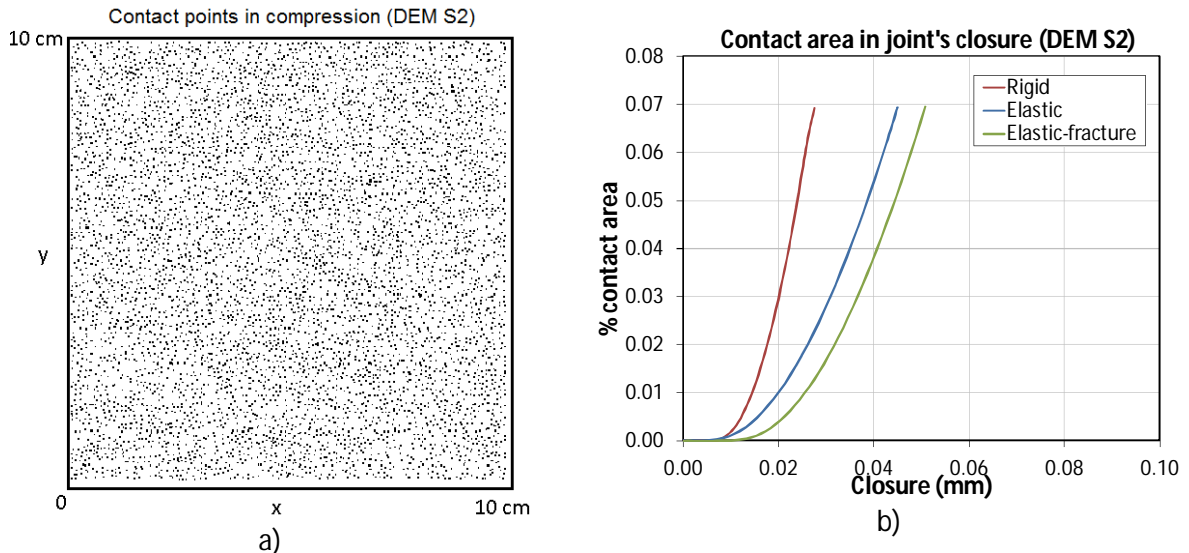 Contact points in compression (DEM S2)
10 cm
y
0
x
10 cm
a)
Contact area in joint's closure (DEM S2)
% contact area
0.08
0.07
0.06
0.05
0.04
0.03
0.02
0.01
0.00
Rigid
Elastic
Elastic-fracture
0.00 0.02 0.04 0.06 0.08 0.10
Closure (mm)
b)